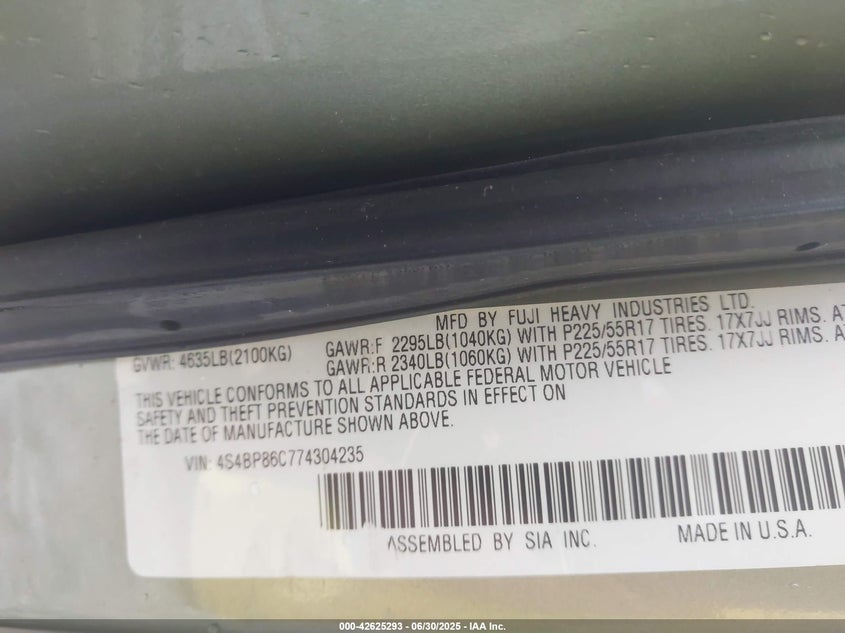 MFD BY FUJI HEAVY INDUSTRIES LTD.
GVWR: 4635LB(2100KG) GAWR:F 2295LB(1040KG) WITH P225/55R17 TIRES. 17X7JJ RIMS.
GAWR:R 2340LB(1060KG) WITH P225/55R17 TIRES. 17X7JJ RIMS.
THIS VEHICLE CONFORMS TO ALL APPLICABLE FEDERAL MOTOR VEHICLE
SAFETY AND THEFT PREVENTION STANDARDS IN EFFECT ON
THE DATE OF MANUFACTURE SHOWN ABOVE.
VIN: 4S4BP86C774304235
ASSEMBLED BY SIA INC. MADE IN U.S.A.
000-42625293 - 06/30/2025 - IAA Inc.